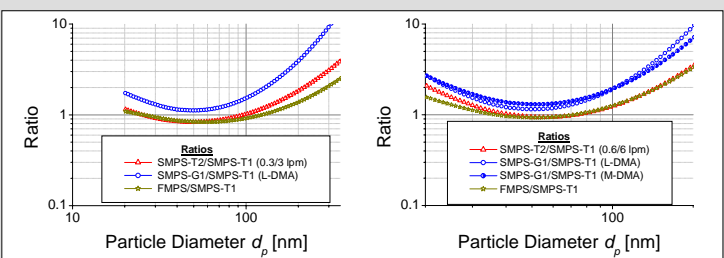 10
1
0.1
Ratio
Ratios
SMPS-T2/SMPS-T1 (0.3/3 lpm)
SMPS-G1/SMPS-T1 (L-DMA)
FMPS/SMPS-T1
10
100
Particle Diameter dp [nm]
10
1
0.1
Ratio
Ratios
SMPS-T2/SMPS-T1 (0.6/6 lpm)
SMPS-G1/SMPS-T1 (L-DMA)
SMPS-G1/SMPS-T1 (M-DMA)
FMPS/SMPS-T1
100
Particle Diameter dp [nm]